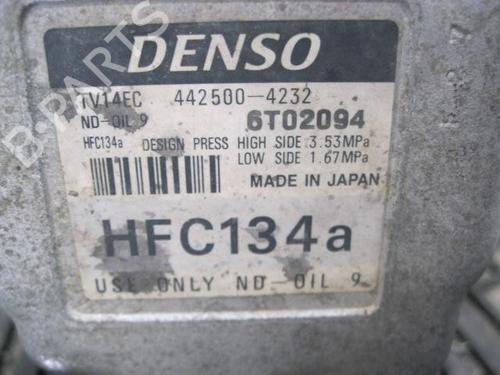 DENSO
TV14EC 442500-4232
ND-OIL 9 6T02094
HFC134a DESIGN PRESS HIGH SIDE 3.53MPa
LOW SIDE 1.67MPa
MADE IN JAPAN
HFC134a
USE ONLY ND-OIL 9
B-PARTS